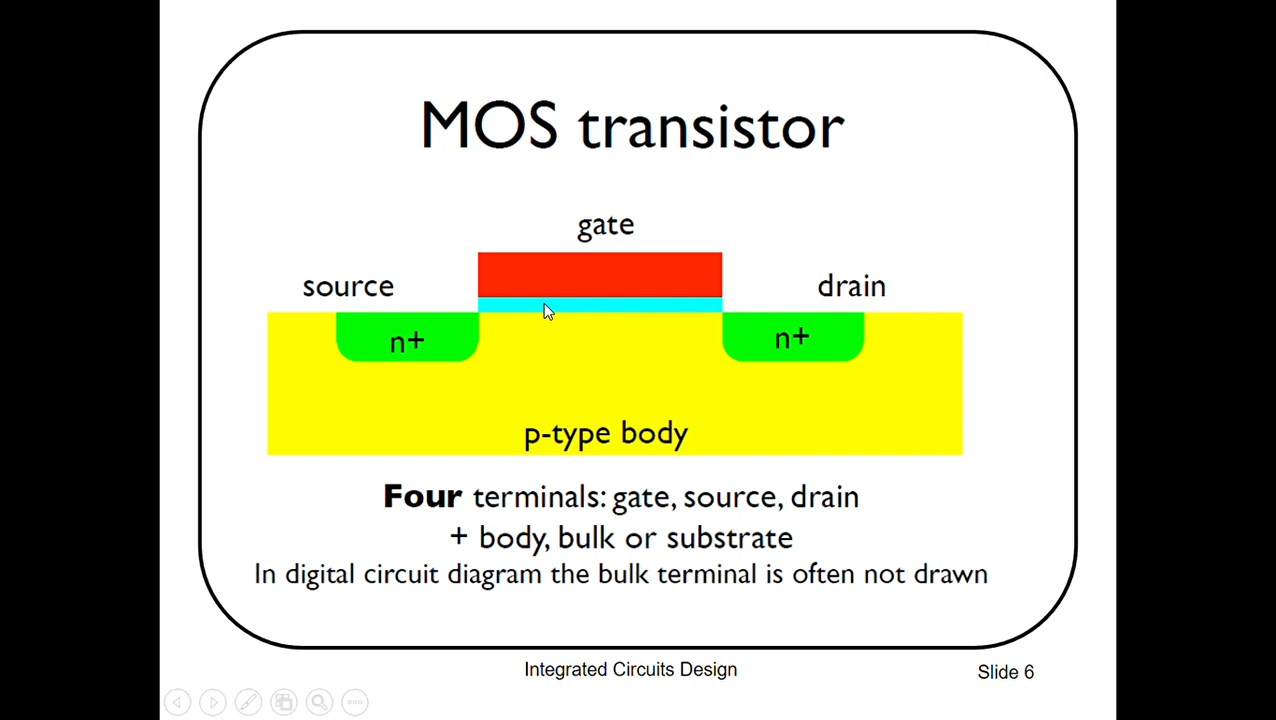 MOS transistor
gate
source
drain
n+
n+
p-type body
Four terminals: gate, source, drain
+ body, bulk or substrate
In digital circuit diagram the bulk terminal is often not drawn
Integrated Circuits Design
Slide 6